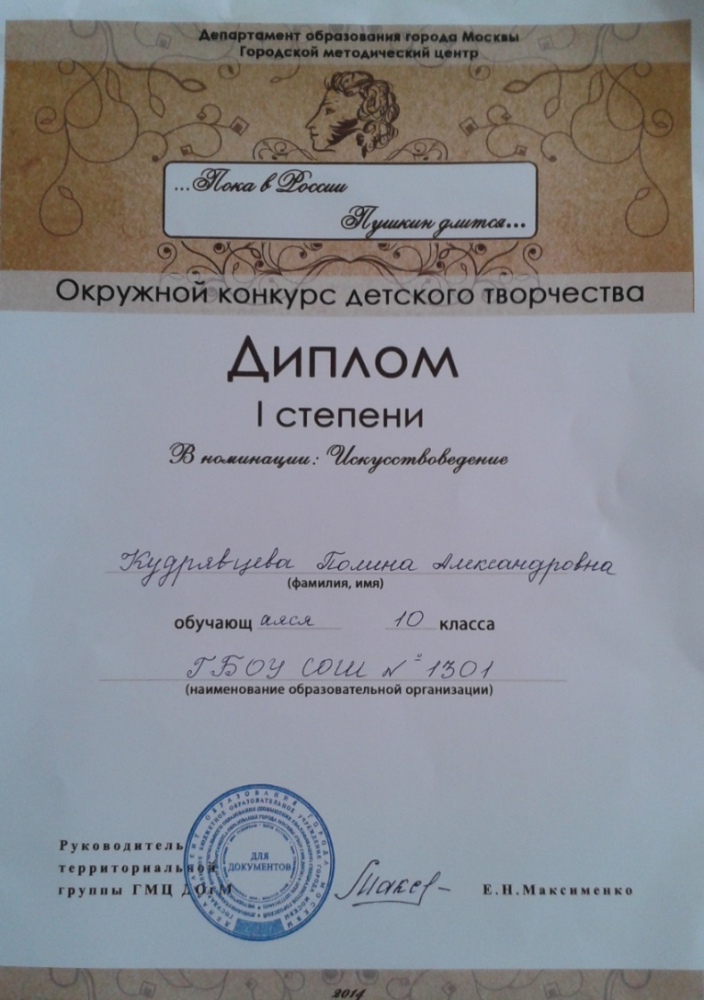 Департамент образования города Москвы
Городской методический центр
...Пока в России
Пушкин длится...
Окружной конкурс детского творчества
Диплом
I степени
В номинации: Искусствоведение
Кудрявцева Полина Александровна
(фамилия, имя)
обучающаяся 10 класса
ГБОУ СОШ № 1301
(наименование образовательной организации)
ДЛЯ
ДОКУМЕНТОВ
Руководитель
территориальной
группы ГМЦ ДОгМ
Е.Н.Максименко
2014